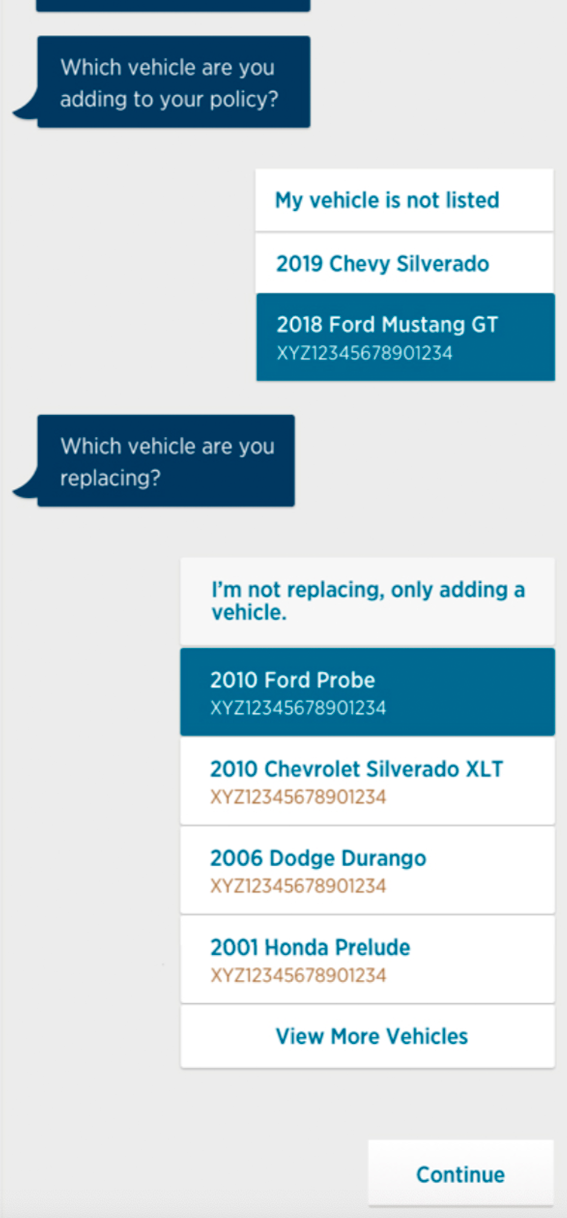 Which vehicle are you
adding to your policy?
My vehicle is not listed
2019 Chevy Silverado
2018 Ford Mustang GT
XYZ12345678901234
Which vehicle are you
replacing?
I'm not replacing, only adding a
vehicle.
2010 Ford Probe
XYZ12345678901234
2010 Chevrolet Silverado XLT
XYZ12345678901234
2006 Dodge Durango
XYZ12345678901234
2001 Honda Prelude
XYZ12345678901234
View More Vehicles
Continue